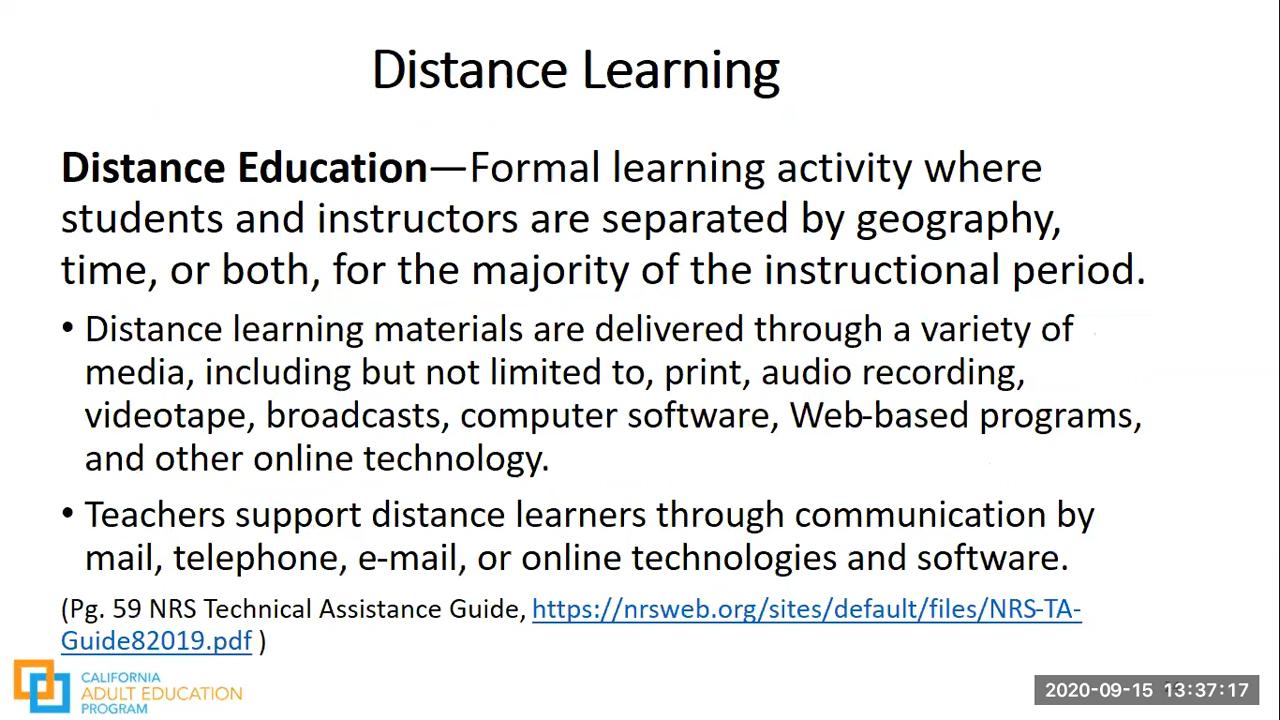 Distance Learning
Distance Education—Formal learning activity where
students and instructors are separated by geography,
time, or both, for the majority of the instructional period.
• Distance learning materials are delivered through a variety of
media, including but not limited to, print, audio recording,
videotape, broadcasts, computer software, Web-based programs,
and other online technology.
• Teachers support distance learners through communication by
mail, telephone, e-mail, or online technologies and software.
(Pg. 59 NRS Technical Assistance Guide, https://nrsweb.org/sites/default/files/NRS-TA-
Guide82019.pdf )
CALIFORNIA
ADULT EDUCATION
PROGRAM
2020-09-15 13:37:17